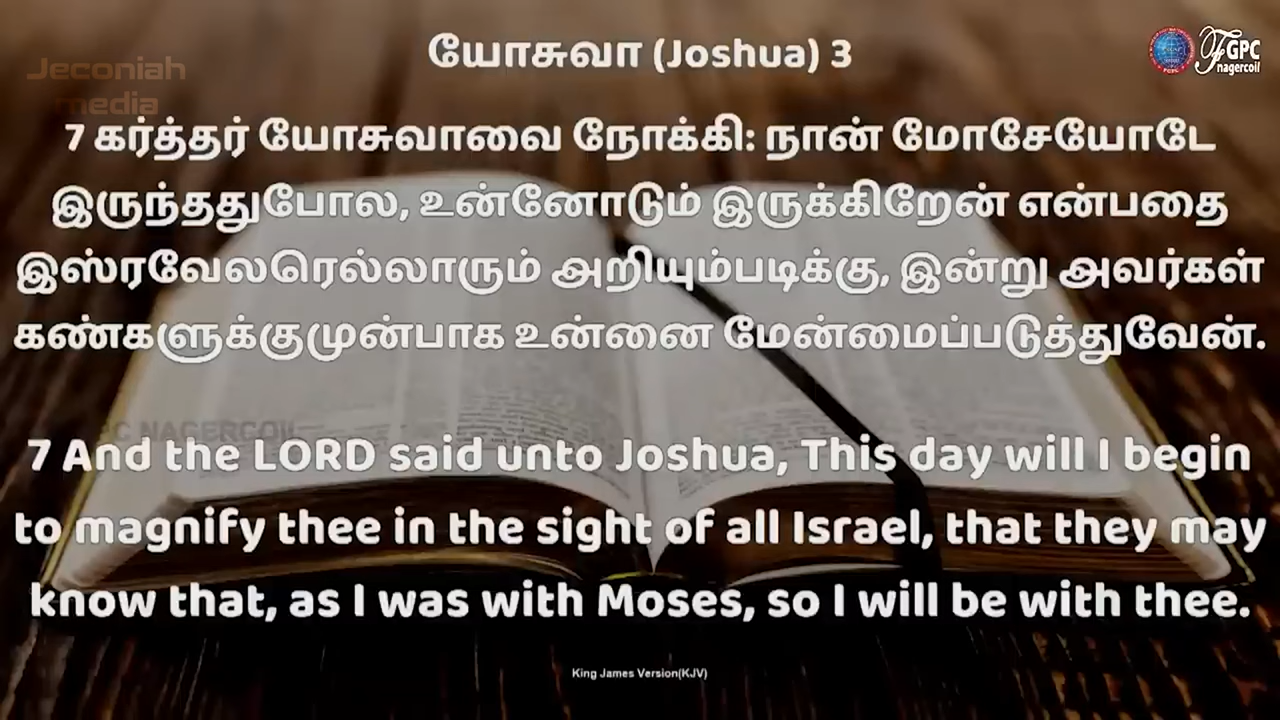 யோசுவா (Joshua) 3
Jeconiah
media
FGPC
nagercoil
7 கர்த்தர் யோசுவாவை நோக்கி: நான் மோசேயோடே
இருந்ததுபோல, உன்னோடும் இருக்கிறேன் என்பதை
இஸ்ரவேலரெல்லாரும் அறியும்படிக்கு, இன்று அவர்கள்
கண்களுக்குமுன்பாக உன்னை மேன்மைப்படுத்துவேன்.
7 And the LORD said unto Joshua, This day will I begin
to magnify thee in the sight of all Israel, that they may
know that, as I was with Moses, so I will be with thee.
King James Version(KJV)